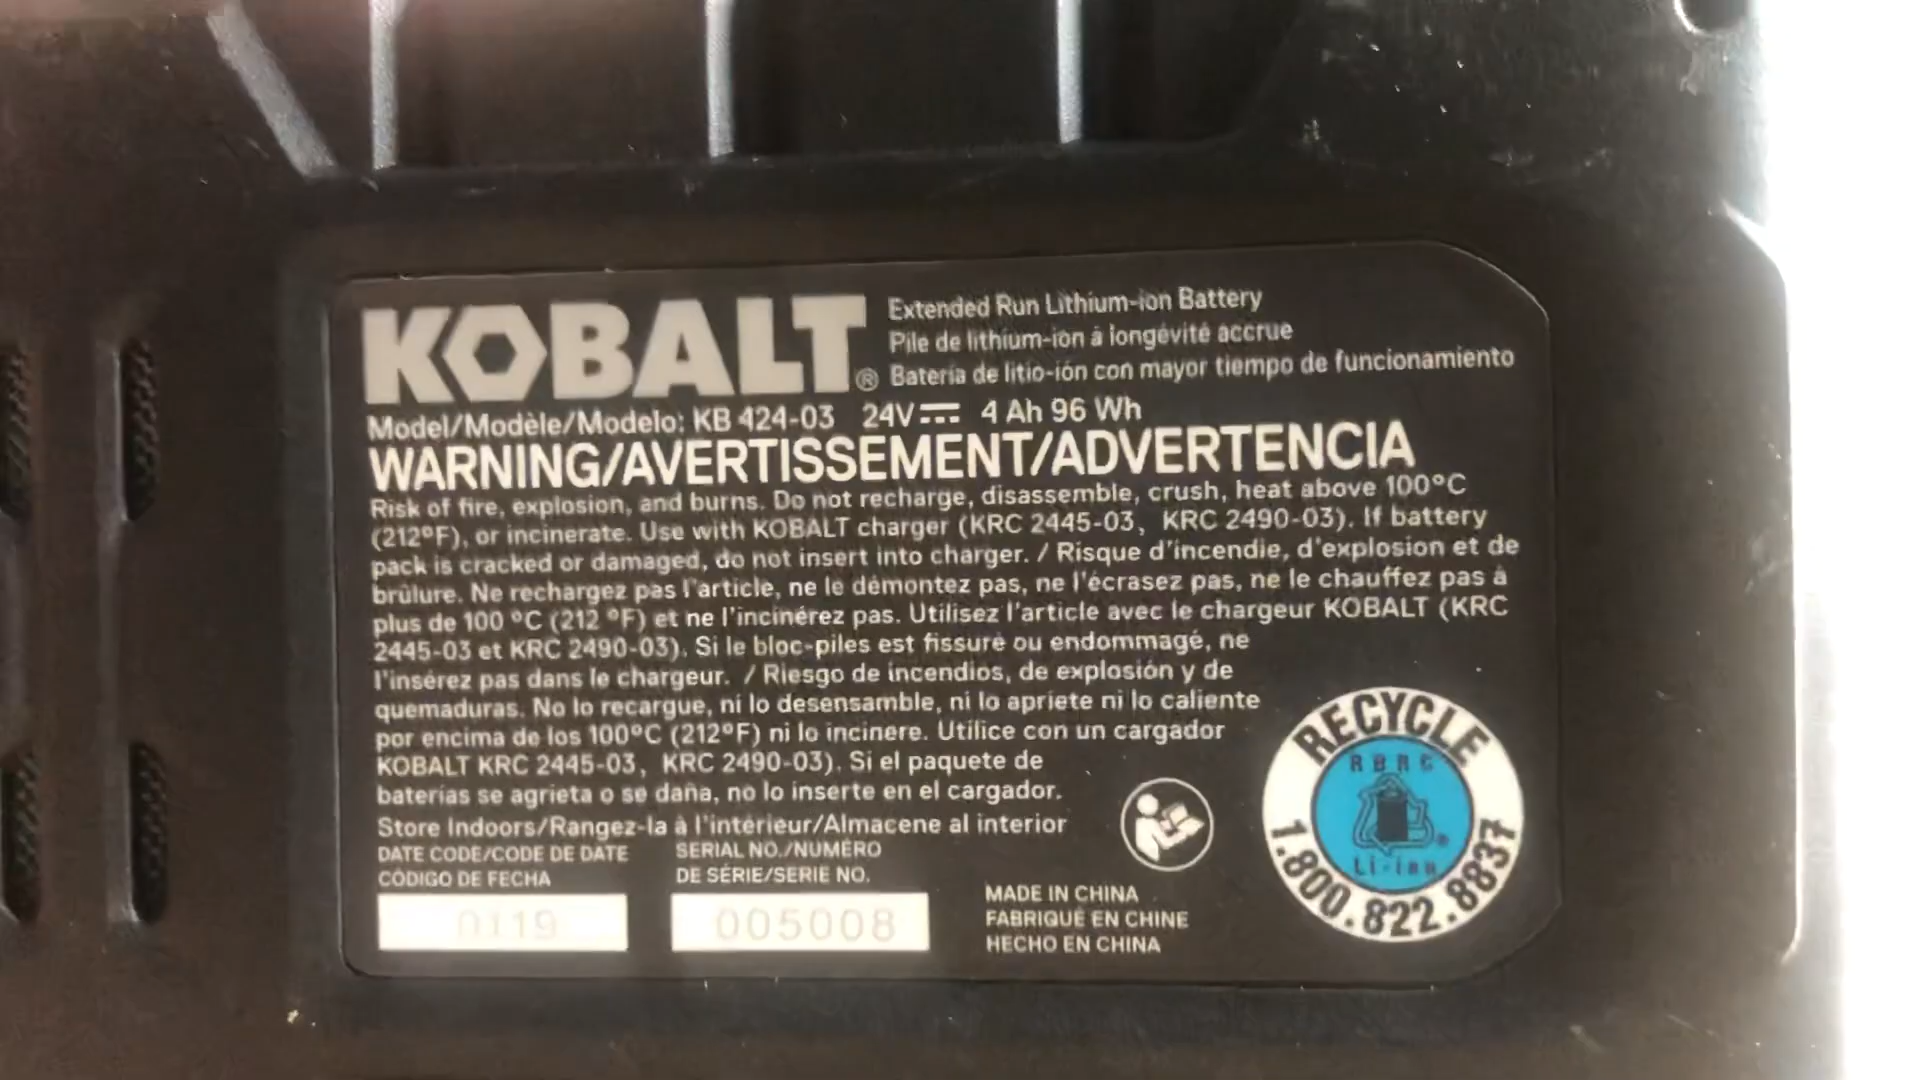 KOBALT®
Extended Run Lithium-ion Battery
Pile de lithium-ion á longévité accrue
Batería de litio-ión con mayor tiempo de funcionamiento
Model/Modèle/Modelo: KB 424-03 24V 4 Ah 96 Wh
WARNING/AVERTISSEMENT/ADVERTENCIA
Risk of fire, explosion, and burns. Do not recharge, disassemble, crush, heat above 100°C
(212°F), or incinerate. Use with KOBALT charger (KRC 2445-03, KRC 2490-03). If battery
pack is cracked or damaged, do not insert into charger. / Risque d'incendie, d'explosion et de
brûlure. Ne rechargez pas l'article, ne le démontez pas, ne l'écrasez pas, ne le chauffez pas à
plus de 100 °C (212 °F) et ne l'incinérez pas. Utilisez l'article avec le chargeur KOBALT (KRC
2445-03 et KRC 2490-03). Si le bloc-piles est fissuré ou endommagé, ne
l'insérez pas dans le chargeur. / Riesgo de incendios, de explosión y de
quemaduras. No lo recargue, ni lo desensamble, ni lo apriete ni lo caliente
por encima de los 100°C (212°F) ni lo incinere. Utilice con un cargador
KOBALT KRC 2445-03, KRC 2490-03). Si el paquete de
baterías se agrieta o se daña, no lo inserte en el cargador.
Store Indoors/Rangez-la à l'intérieur/Almacene al interior
DATE CODE/CODE DE DATE
CÓDIGO DE FECHA
0119
SERIAL NO./NUMÉRO
DE SÉRIE/SERIE NO.
005008
MADE IN CHINA
FABRIQUÉ EN CHINE
HECHO EN CHINA
RECYCLE
RBRC
Li-ion
1.800.822.8837